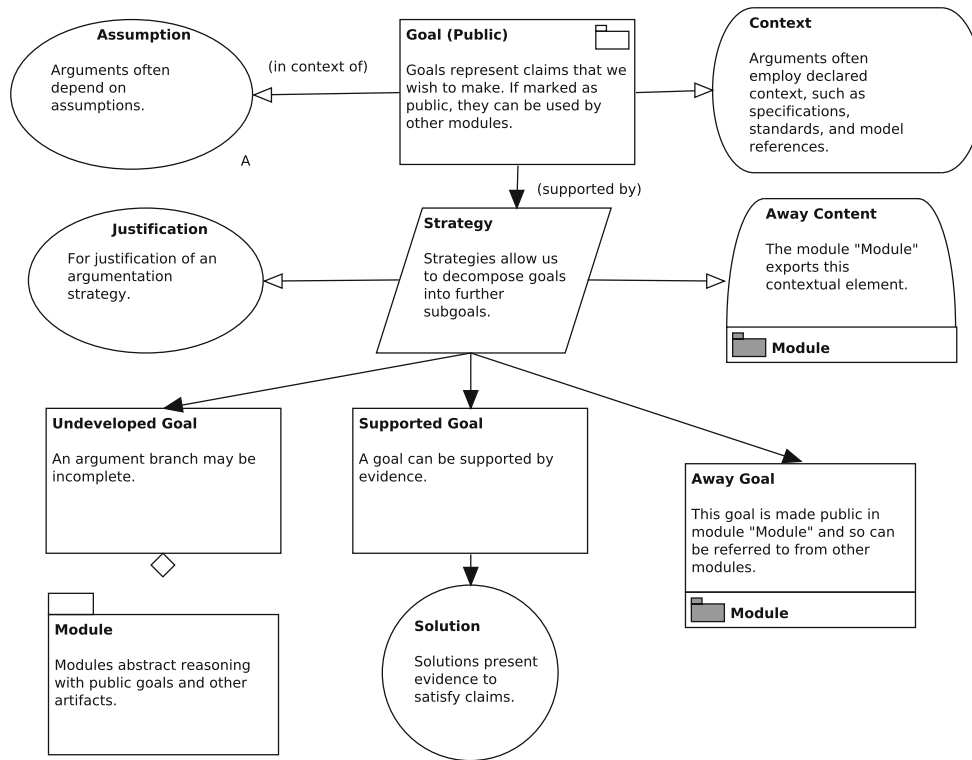 Assumption
Arguments often
depend on
assumptions.
A
(in context of)
Goal (Public)
Goals represent claims that we
wish to make. If marked as
public, they can be used by
other modules.
Context
Arguments often
employ declared
context, such as
specifications,
standards, and model
references.
(supported by)
Justification
For justification of an
argumentation
strategy.
Strategy
Strategies allow us
to decompose goals
into further
subgoals.
Away Content
The module "Module"
exports this
contextual element.
Module
Undeveloped Goal
An argument branch may be
incomplete.
Supported Goal
A goal can be supported by
evidence.
Away Goal
This goal is made public in
module "Module" and so can
be referred to from other
modules.
Module
Module
Modules abstract reasoning
with public goals and other
artifacts.
Solution
Solutions present
evidence to
satisfy claims.